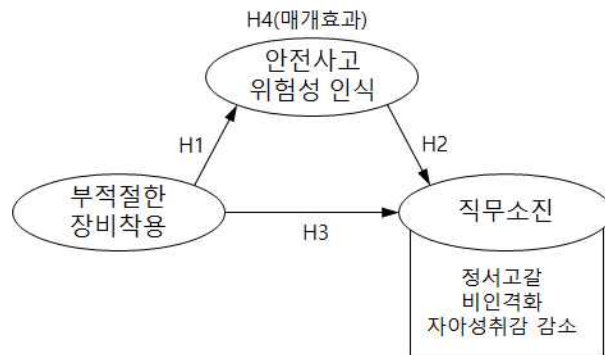 H4(매개효과)
안전사고
위험성 인식
H1
H2
부적절한
장비착용
직무소진
H3
정서고갈
비인격화
자아성취감 감소